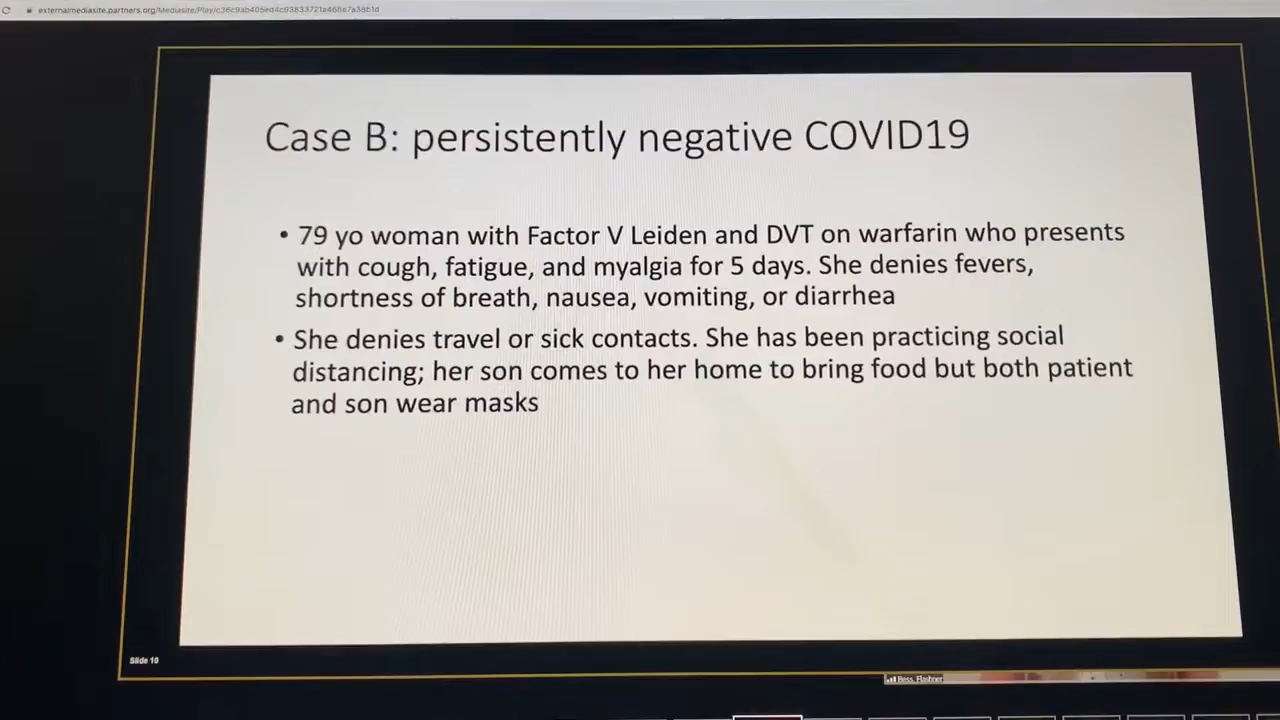 Case B: persistently negative COVID19
• 79 yo woman with Factor V Leiden and DVT on warfarin who presents
with cough, fatigue, and myalgia for 5 days. She denies fevers,
shortness of breath, nausea, vomiting, or diarrhea
• She denies travel or sick contacts. She has been practicing social
distancing; her son comes to her home to bring food but both patient
and son wear masks
Slide 10